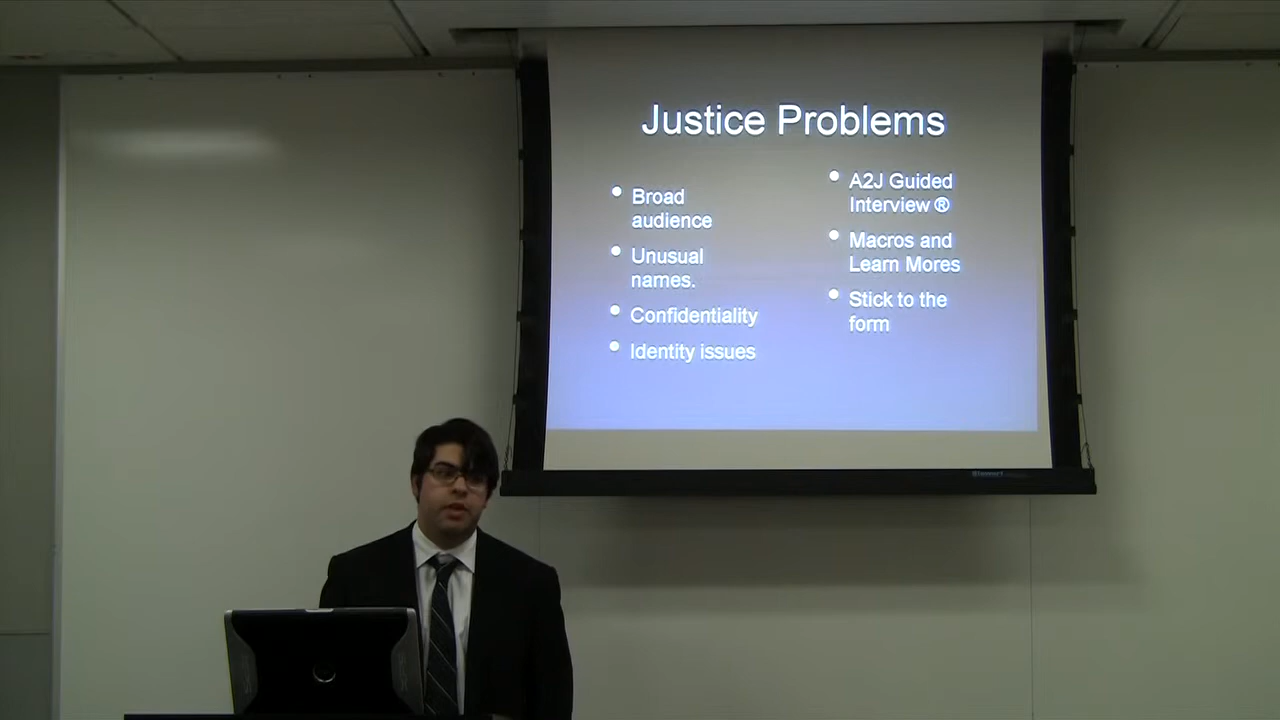 Justice Problems
• Broad
audience
• Unusual
names.
• Confidentiality
• Identity issues
• A2J Guided
Interview ®
• Macros and
Learn Mores
• Stick to the
form
Stewart